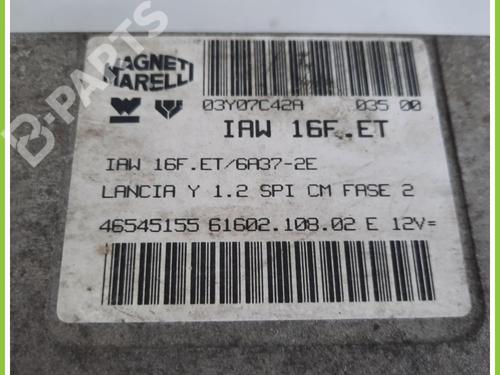 MAGNETI
MARELLI
03Y07C42A 035 00
IAW 16F.ET
IAW 16F.ET/6A37-2E
LANCIA Y 1.2 SPI CM FASE 2
46545155 61602.108.02 E 12V=
B-PARTS